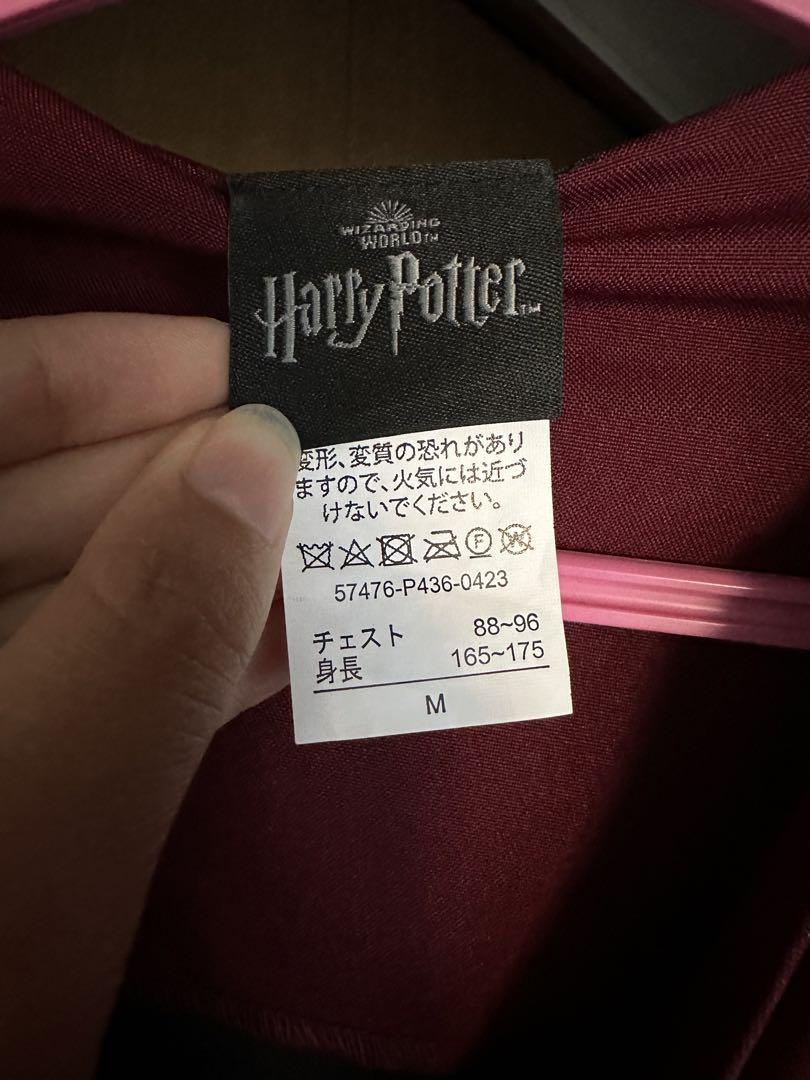 WIZARDING
WORLD™
Harry Potter™
変形、変質の恐れがあり
ますので、火気には近づ
けないでください。
F W
57476-P436-0423
チェスト 88~96
身長 165~175
M